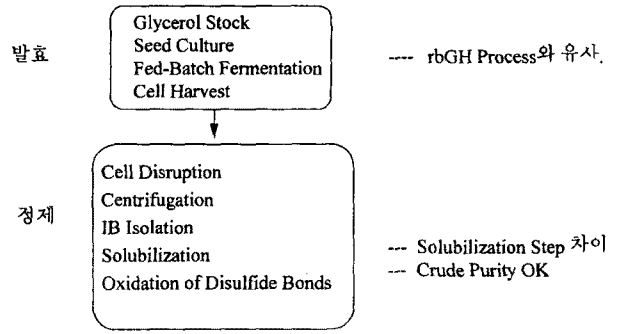 Glycerol Stock
발효 Seed Culture
Fed-Batch Fermentation --- rbGH Process와 유사.
Cell Harvest
Cell Disruption
Centrifugation
정제 IB Isolation
Solubilization --- Solubilization Step 차이
Oxidation of Disulfide Bonds --- Crude Purity OK